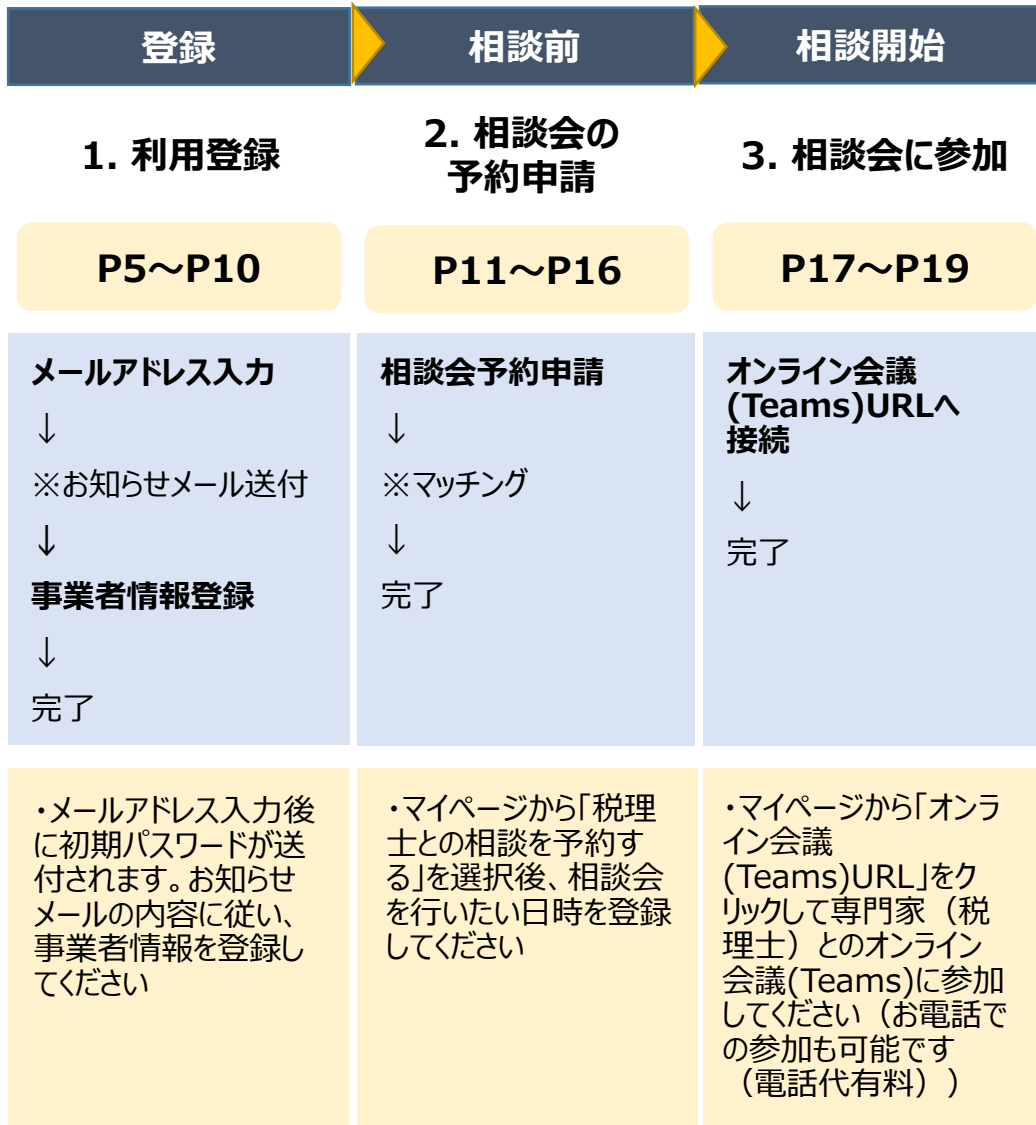 登録
相談前
相談開始
1. 利用登録
2. 相談会の
予約申請
3. 相談会に参加
P5～P10
P11～P16
P17～P19
メールアドレス入力
↓
※お知らせメール送付
↓
事業者情報登録
↓
完了
相談会予約申請
↓
※マッチング
↓
完了
オンライン会議
(Teams)URLへ
接続
↓
完了
・メールアドレス入力後
に初期パスワードが送
付されます。お知らせ
メールの内容に従い、
事業者情報を登録し
てください
・マイページから「税理
士との相談を予約す
る」を選択後、相談会
を行いたい日時を登録
してください
・マイページから「オンラ
イン会議
(Teams)URL」をク
リックして専門家（税
理士）とのオンライン
会議(Teams)に参加
してください（お電話で
の参加も可能です
（電話代有料））